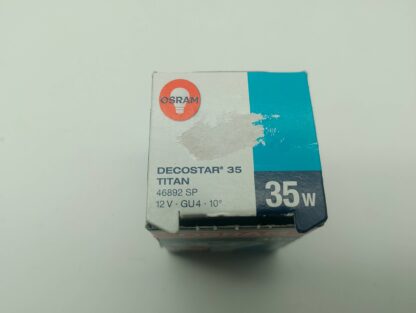 OSRAM
DECOSTAR® 35
TITAN
46892 SP
12 V · GU4 · 10°
35 W